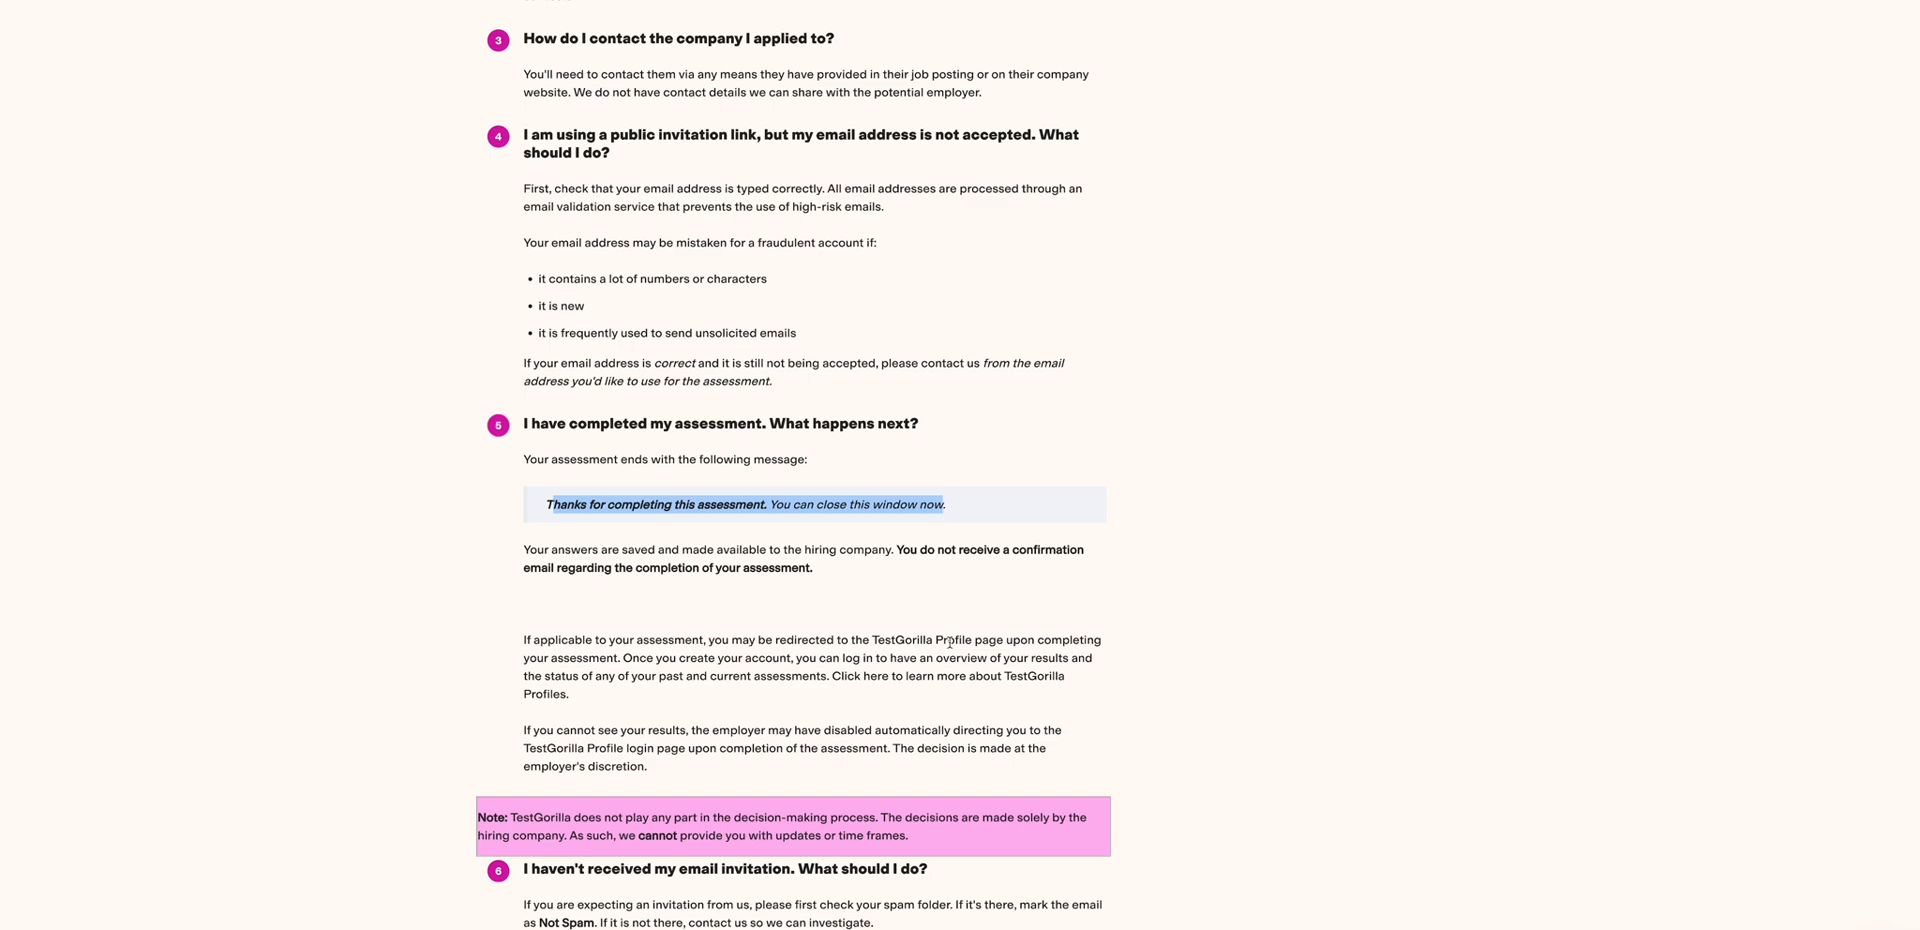 3 How do I contact the company I applied to?
You'll need to contact them via any means they have provided in their job posting or on their company
website. We do not have contact details we can share with the potential employer.
4 I am using a public invitation link, but my email address is not accepted. What
should I do?
First, check that your email address is typed correctly. All email addresses are processed through an
email validation service that prevents the use of high-risk emails.
Your email address may be mistaken for a fraudulent account if:
• it contains a lot of numbers or characters
• it is new
• it is frequently used to send unsolicited emails
If your email address is correct and it is still not being accepted, please contact us from the email
address you'd like to use for the assessment.
5 I have completed my assessment. What happens next?
Your assessment ends with the following message:
Thanks for completing this assessment. You can close this window now.
Your answers are saved and made available to the hiring company. You do not receive a confirmation
email regarding the completion of your assessment.
If applicable to your assessment, you may be redirected to the TestGorilla Profile page upon completing
your assessment. Once you create your account, you can log in to have an overview of your results and
the status of any of your past and current assessments. Click here to learn more about TestGorilla
Profiles.
If you cannot see your results, the employer may have disabled automatically directing you to the
TestGorilla Profile login page upon completion of the assessment. The decision is made at the
employer's discretion.
Note: TestGorilla does not play any part in the decision-making process. The decisions are made solely by the
hiring company. As such, we cannot provide you with updates or time frames.
6 I haven't received my email invitation. What should I do?
If you are expecting an invitation from us, please first check your spam folder. If it's there, mark the email
as Not Spam. If it is not there, contact us so we can investigate.